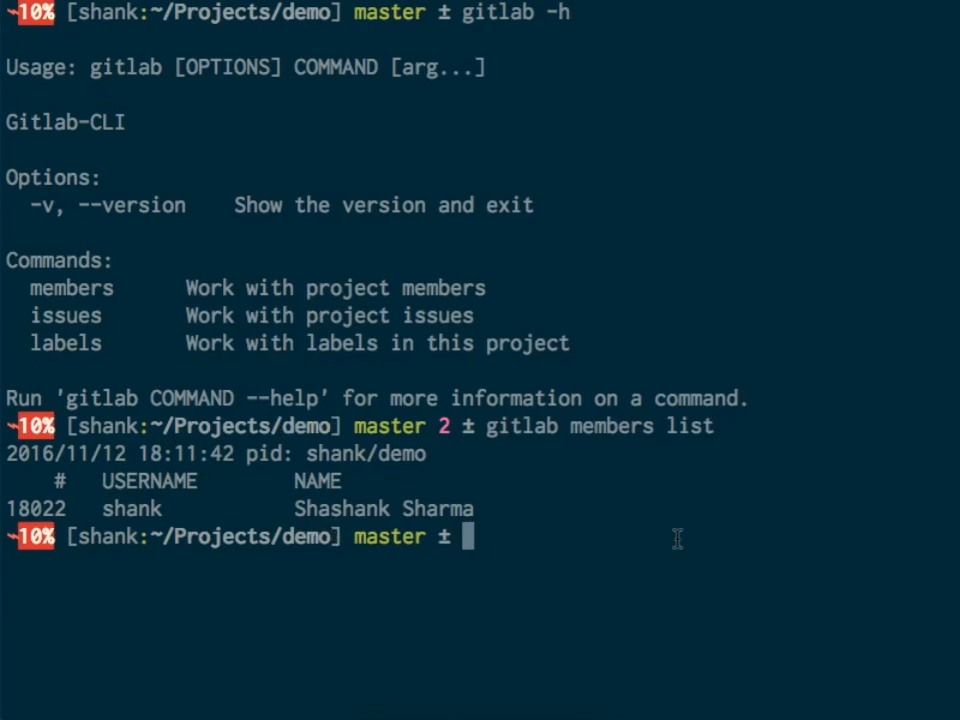 ⌁10% [shank:~/Projects/demo] master ± gitlab -h
Usage: gitlab [OPTIONS] COMMAND [arg...]
Gitlab-CLI
Options:
-v, --version    Show the version and exit
Commands:
members      Work with project members
issues       Work with project issues
labels       Work with labels in this project
Run 'gitlab COMMAND --help' for more information on a command.
⌁10% [shank:~/Projects/demo] master 2 ± gitlab members list
2016/11/12 18:11:42 pid: shank/demo
#   USERNAME        NAME
18022   shank           Shashank Sharma
⌁10% [shank:~/Projects/demo] master ±